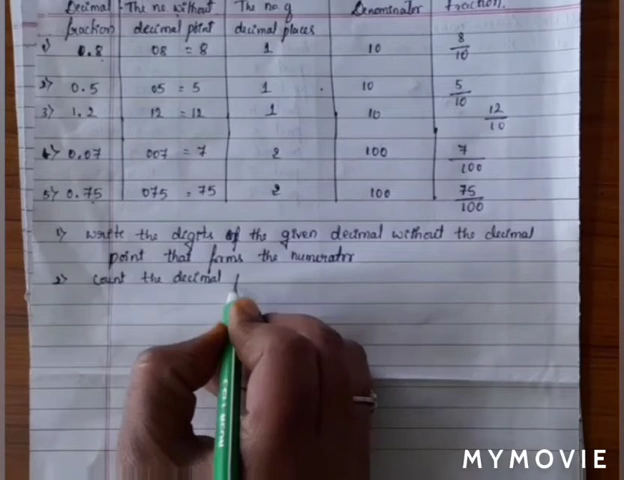 Decimal The no without The no of Denominator fraction.
fraction decimal point decimal places
1) 0.8 08 = 8 1 10 8/10
2) 0.5 05 = 5 1 10 5/10
3) 1.2 12 = 12 1 10 12/10
4) 0.07 007 = 7 2 100 7/100
5) 0.75 075 = 75 2 100 75/100
1) write the digits of the given decimal without the decimal
point that forms the numerator
2) count the decimal
MYMOVIE